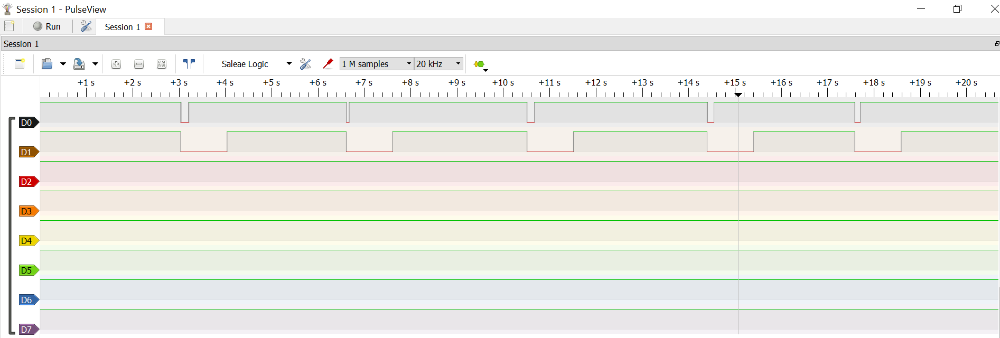 Session 1 - PulseView
Run
Session 1
Session 1
Saleae Logic
1 M samples
20 kHz
+1 s +2 s +3 s +4 s +5 s +6 s +7 s +8 s +9 s +10 s +11 s +12 s +13 s +14 s +15 s +16 s +17 s +18 s +19 s +20 s
D0
D1
D2
D3
D4
D5
D6
D7